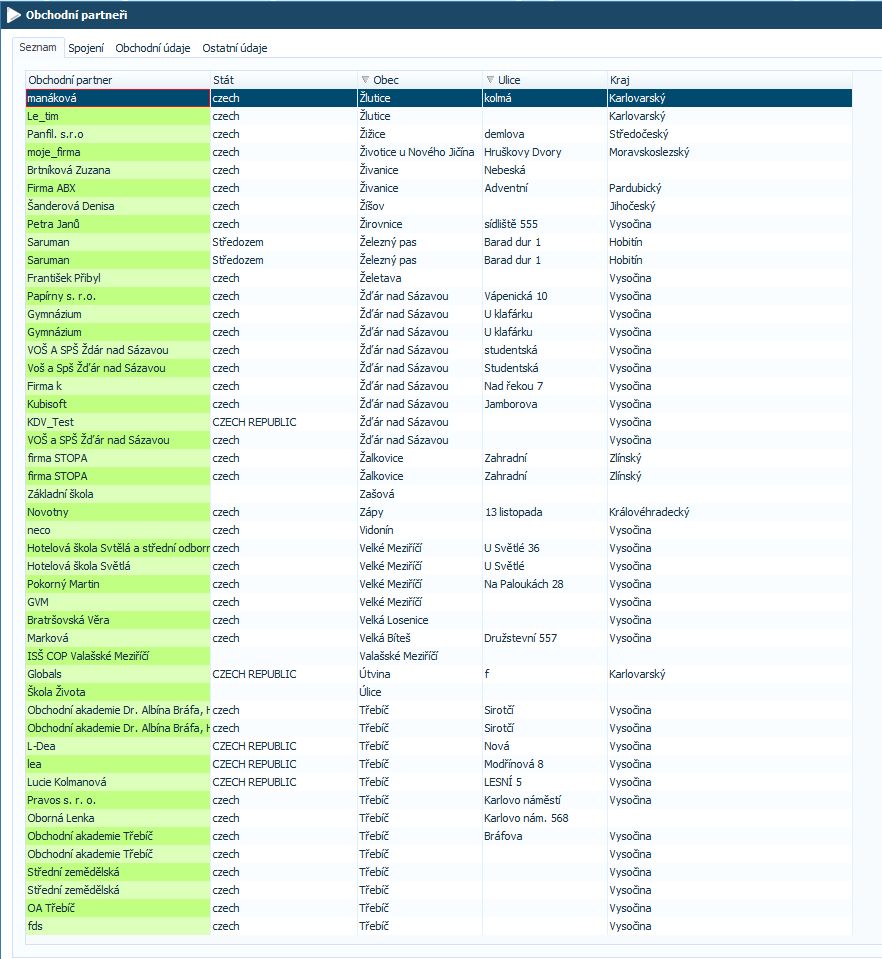 Obchodní partneři
Seznam Spojení Obchodní údaje Ostatní údaje
Obchodní partner Stát Obec Ulice Kraj
manáková czech Žlutice kolmá Karlovarský
Le_tim czech Žlutice Karlovarský
Panfil. s.r.o czech Žižice demlova Středočeský
moje_firma czech Životice u Nového Jičína Hruškovy Dvory Moravskoslezský
Brtníková Zuzana czech Živanice Nebeská
Firma ABX czech Živanice Adventní Pardubický
Šanderová Denisa czech Žíšov Jihočeský
Petra Janů czech Žirovnice sídliště 555 Vysočina
Saruman Středozem Železný pas Barad dur 1 Hobitín
Saruman Středozem Železný pas Barad dur 1 Hobitín
František Přibyl czech Želetava Vysočina
Papírny s. r.o. czech Žďár nad Sázavou Vápenická 10 Vysočina
Gymnázium czech Žďár nad Sázavou U klafárku Vysočina
Gymnázium czech Žďár nad Sázavou U klafárku Vysočina
VOŠ A SPŠ Ždár nad Sázavou czech Žďár nad Sázavou studentská Vysočina
Voš a Spš Žďár nad Sázavou czech Žďár nad Sázavou Studentská Vysočina
Firma k czech Žďár nad Sázavou Nad řekou 7 Vysočina
Kubisoft czech Žďár nad Sázavou Jamborova Vysočina
KDV_Test CZECH REPUBLIC Žďár nad Sázavou Vysočina
VOŠ a SPŠ Žďár nad Sázavou czech Žďár nad Sázavou Vysočina
firma STOPA czech Žalkovice Zahradní Zlínský
firma STOPA czech Žalkovice Zahradní Zlínský
Základní škola Zašová
Novotny czech Zápy 13 listopada Královéhradecký
neco czech Vidonín Vysočina
Hotelová škola Svtělá a střední odborr czech Velké Meziříčí U Světlé 36 Vysočina
Hotelová škola Světlá czech Velké Meziříčí U Světlé Vysočina
Pokorný Martin czech Velké Meziříčí Na Paloukách 28 Vysočina
GVM czech Velké Meziříčí Vysočina
Bratršovská Věra czech Velká Losenice Vysočina
Marková czech Velká Bíteš Družstevní 557 Vysočina
ISŠ COP Valašské Meziříčí Valašské Meziříčí
Globals CZECH REPUBLIC Útvina f Karlovarský
Škola Života Úlice
Obchodní akademie Dr. Albína Bráfa, H czech Třebíč Sirotčí Vysočina
Obchodní akademie Dr. Albína Bráfa, H czech Třebíč Sirotčí Vysočina
L-Dea CZECH REPUBLIC Třebíč Nová Vysočina
lea CZECH REPUBLIC Třebíč Modřínová 8 Vysočina
Lucie Kolmanová CZECH REPUBLIC Třebíč LESNÍ 5 Vysočina
Pravos s. r. o. czech Třebíč Karlovo náměstí Vysočina
Oborná Lenka czech Třebíč Karlovo nám. 568
Obchodní akademie Třebíč czech Třebíč Bráfova Vysočina
Obchodní akademie Třebíč czech Třebíč Vysočina
Střední zemědělská czech Třebíč Vysočina
Střední zemědělská czech Třebíč Vysočina
OA Třebíč czech Třebíč Vysočina
fds czech Třebíč Vysočina